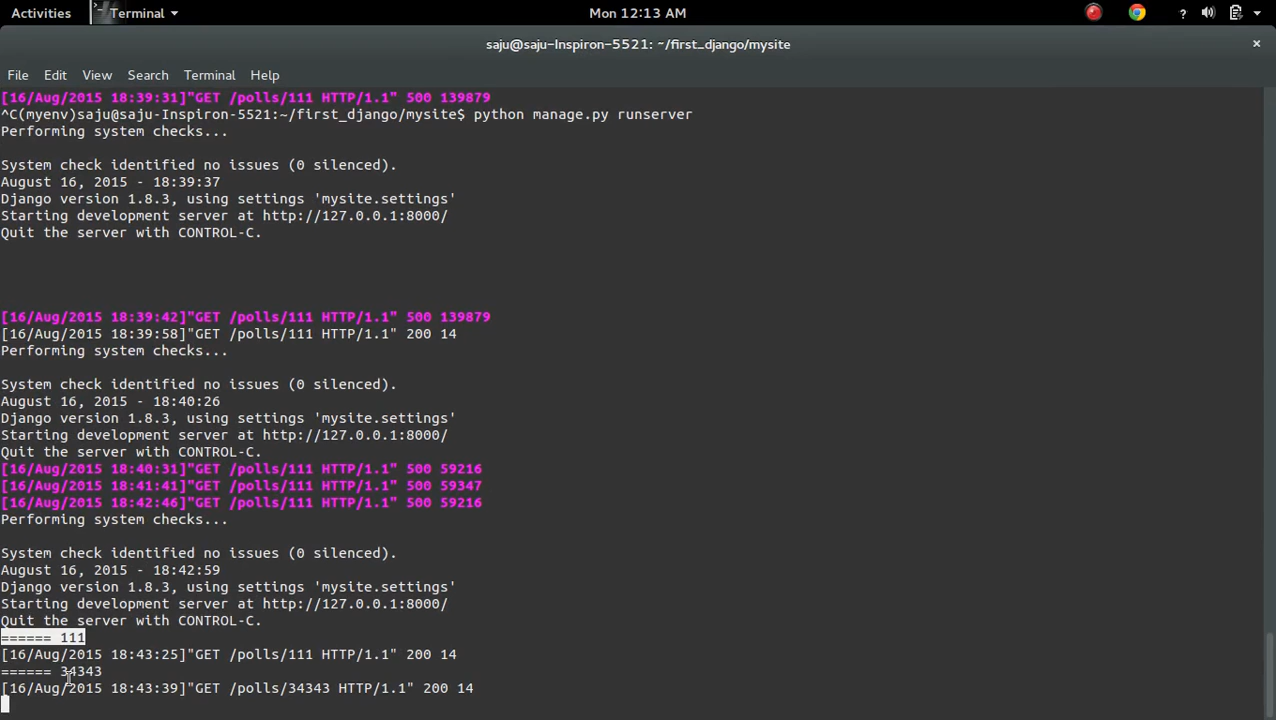 Activities Terminal Mon 12:13 AM ?
saju@saju-Inspiron-5521: ~/first_django/mysite ×
File Edit View Search Terminal Help
[16/Aug/2015 18:39:31]"GET /polls/111 HTTP/1.1" 500 139879
^C(myenv)saju@saju-Inspiron-5521:~/first_django/mysite$ python manage.py runserver
Performing system checks...
System check identified no issues (0 silenced).
August 16, 2015 - 18:39:37
Django version 1.8.3, using settings 'mysite.settings'
Starting development server at http://127.0.0.1:8000/
Quit the server with CONTROL-C.
[16/Aug/2015 18:39:42]"GET /polls/111 HTTP/1.1" 500 139879
[16/Aug/2015 18:39:58]"GET /polls/111 HTTP/1.1" 200 14
Performing system checks...
System check identified no issues (0 silenced).
August 16, 2015 - 18:40:26
Django version 1.8.3, using settings 'mysite.settings'
Starting development server at http://127.0.0.1:8000/
Quit the server with CONTROL-C.
[16/Aug/2015 18:40:31]"GET /polls/111 HTTP/1.1" 500 59216
[16/Aug/2015 18:41:41]"GET /polls/111 HTTP/1.1" 500 59347
[16/Aug/2015 18:42:46]"GET /polls/111 HTTP/1.1" 500 59216
Performing system checks...
System check identified no issues (0 silenced).
August 16, 2015 - 18:42:59
Django version 1.8.3, using settings 'mysite.settings'
Starting development server at http://127.0.0.1:8000/
Quit the server with CONTROL-C.
====== 111
[16/Aug/2015 18:43:25]"GET /polls/111 HTTP/1.1" 200 14
====== 34343
[16/Aug/2015 18:43:39]"GET /polls/34343 HTTP/1.1" 200 14